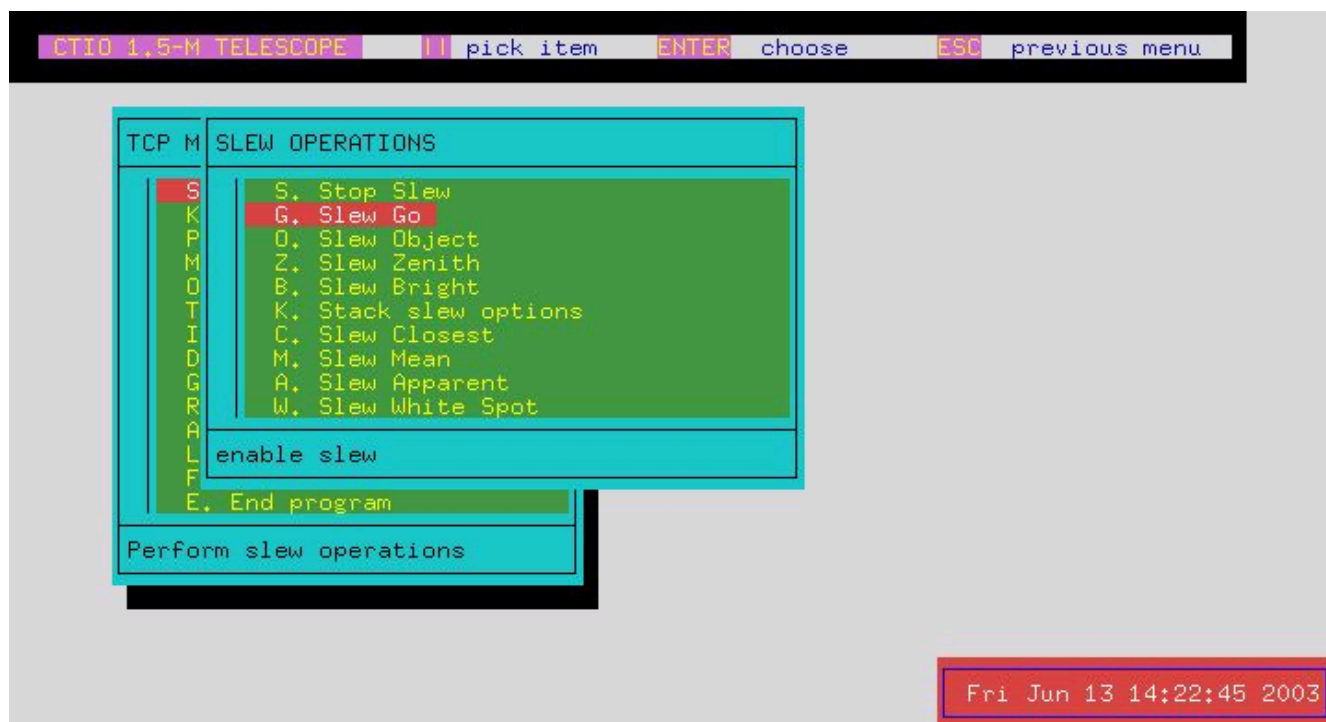 CTIO 1.5-M TELESCOPE || pick item ENTER choose ESC previous menu
TCP M
S
K
P
M
O
T
I
D
G
R
A
L
F
E. End program
Perform slew operations
SLEW OPERATIONS
S. Stop Slew
G. Slew Go
O. Slew Object
Z. Slew Zenith
B. Slew Bright
K. Stack slew options
C. Slew Closest
M. Slew Mean
A. Slew Apparent
W. Slew White Spot
enable slew
Fri Jun 13 14:22:45 2003